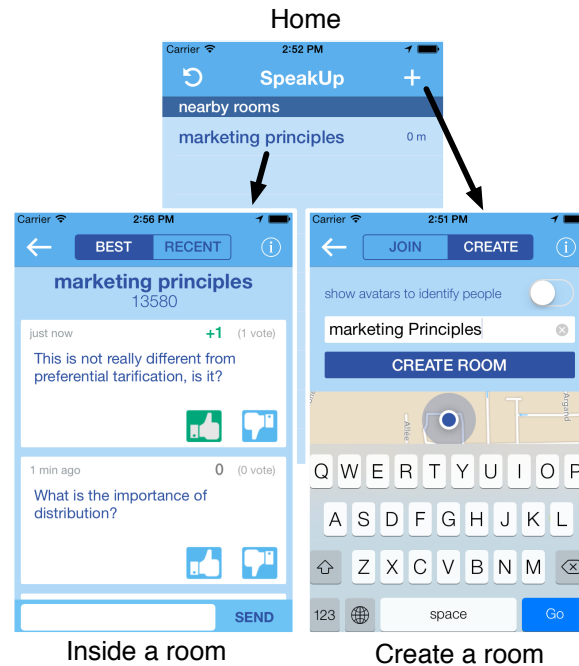 Home
Carrier 2:52 PM
SpeakUp +
nearby rooms
marketing principles 0 m
Carrier 2:56 PM
BEST RECENT i
marketing principles
13580
just now +1 (1 vote)
This is not really different from
preferential tarification, is it?
1 min ago 0 (0 vote)
What is the importance of
distribution?
SEND
Inside a room
Carrier 2:51 PM
JOIN CREATE i
show avatars to identify people
marketing Principles
CREATE ROOM
Allée
Argand
Q W E R T Y U I O P
A S D F G H J K L
Z X C V B N M
123 space Go
Create a room